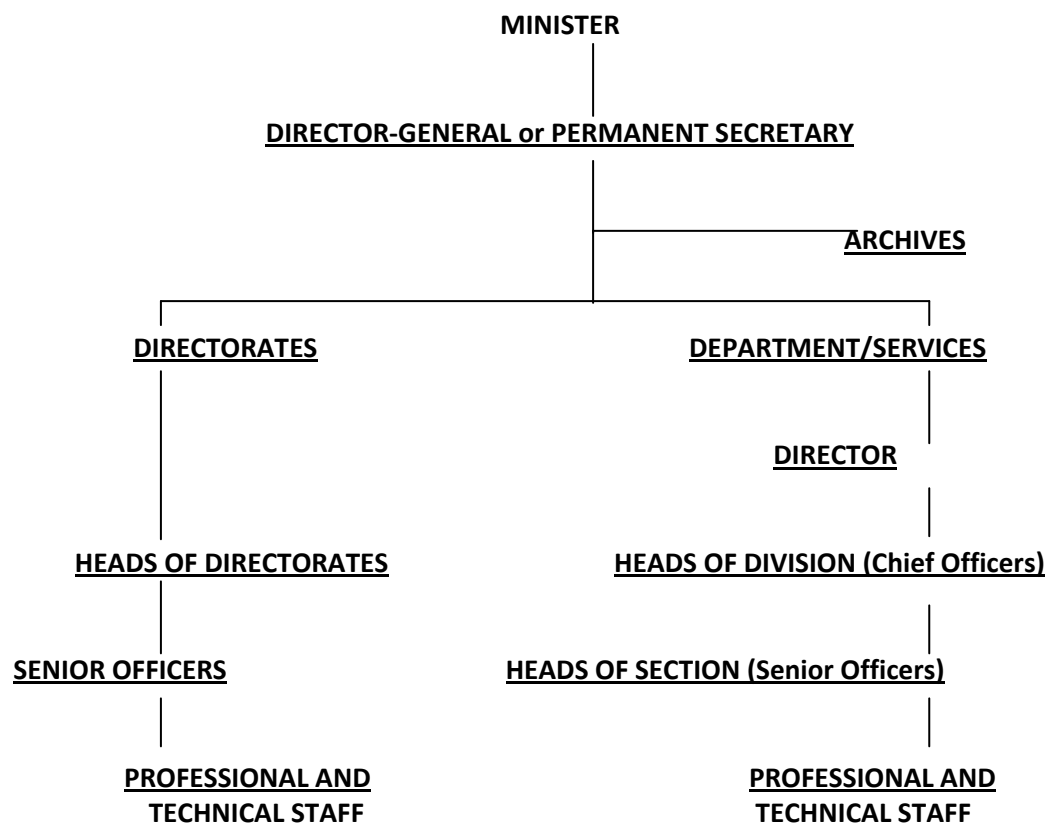 MINISTER
DIRECTOR-GENERAL or PERMANENT SECRETARY
ARCHIVES
DIRECTORATES
DEPARTMENT/SERVICES
DIRECTOR
HEADS OF DIRECTORATES
HEADS OF DIVISION (Chief Officers)
SENIOR OFFICERS
HEADS OF SECTION (Senior Officers)
PROFESSIONAL AND
TECHNICAL STAFF
PROFESSIONAL AND
TECHNICAL STAFF